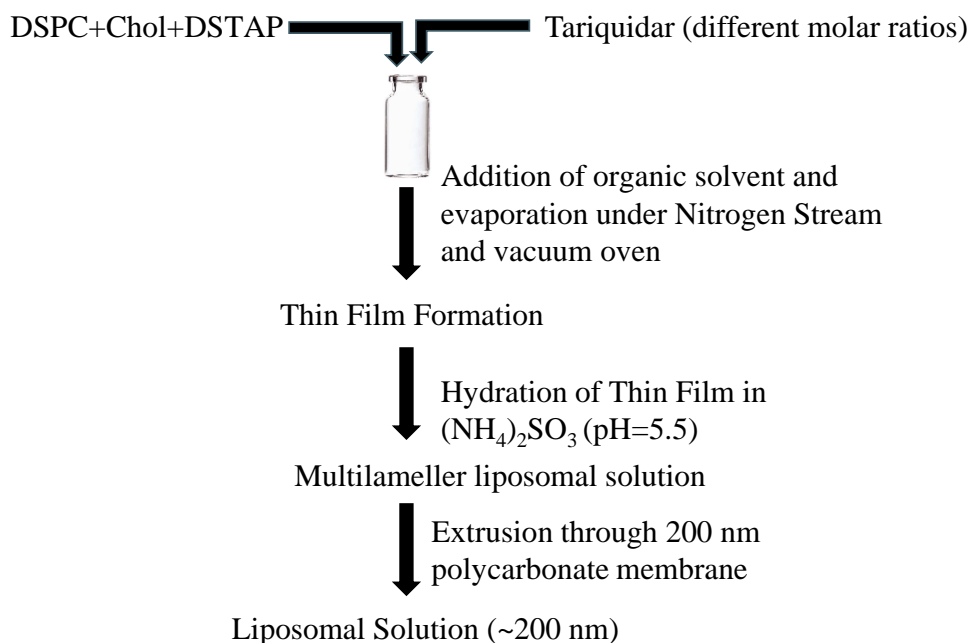 DSPC+Chol+DSTAP
Tariquidar (different molar ratios)
Addition of organic solvent and
evaporation under Nitrogen Stream
and vacuum oven
Thin Film Formation
Hydration of Thin Film in
(NH₄)₂SO₃ (pH=5.5)
Multilameller liposomal solution
Extrusion through 200 nm
polycarbonate membrane
Liposomal Solution (~200 nm)